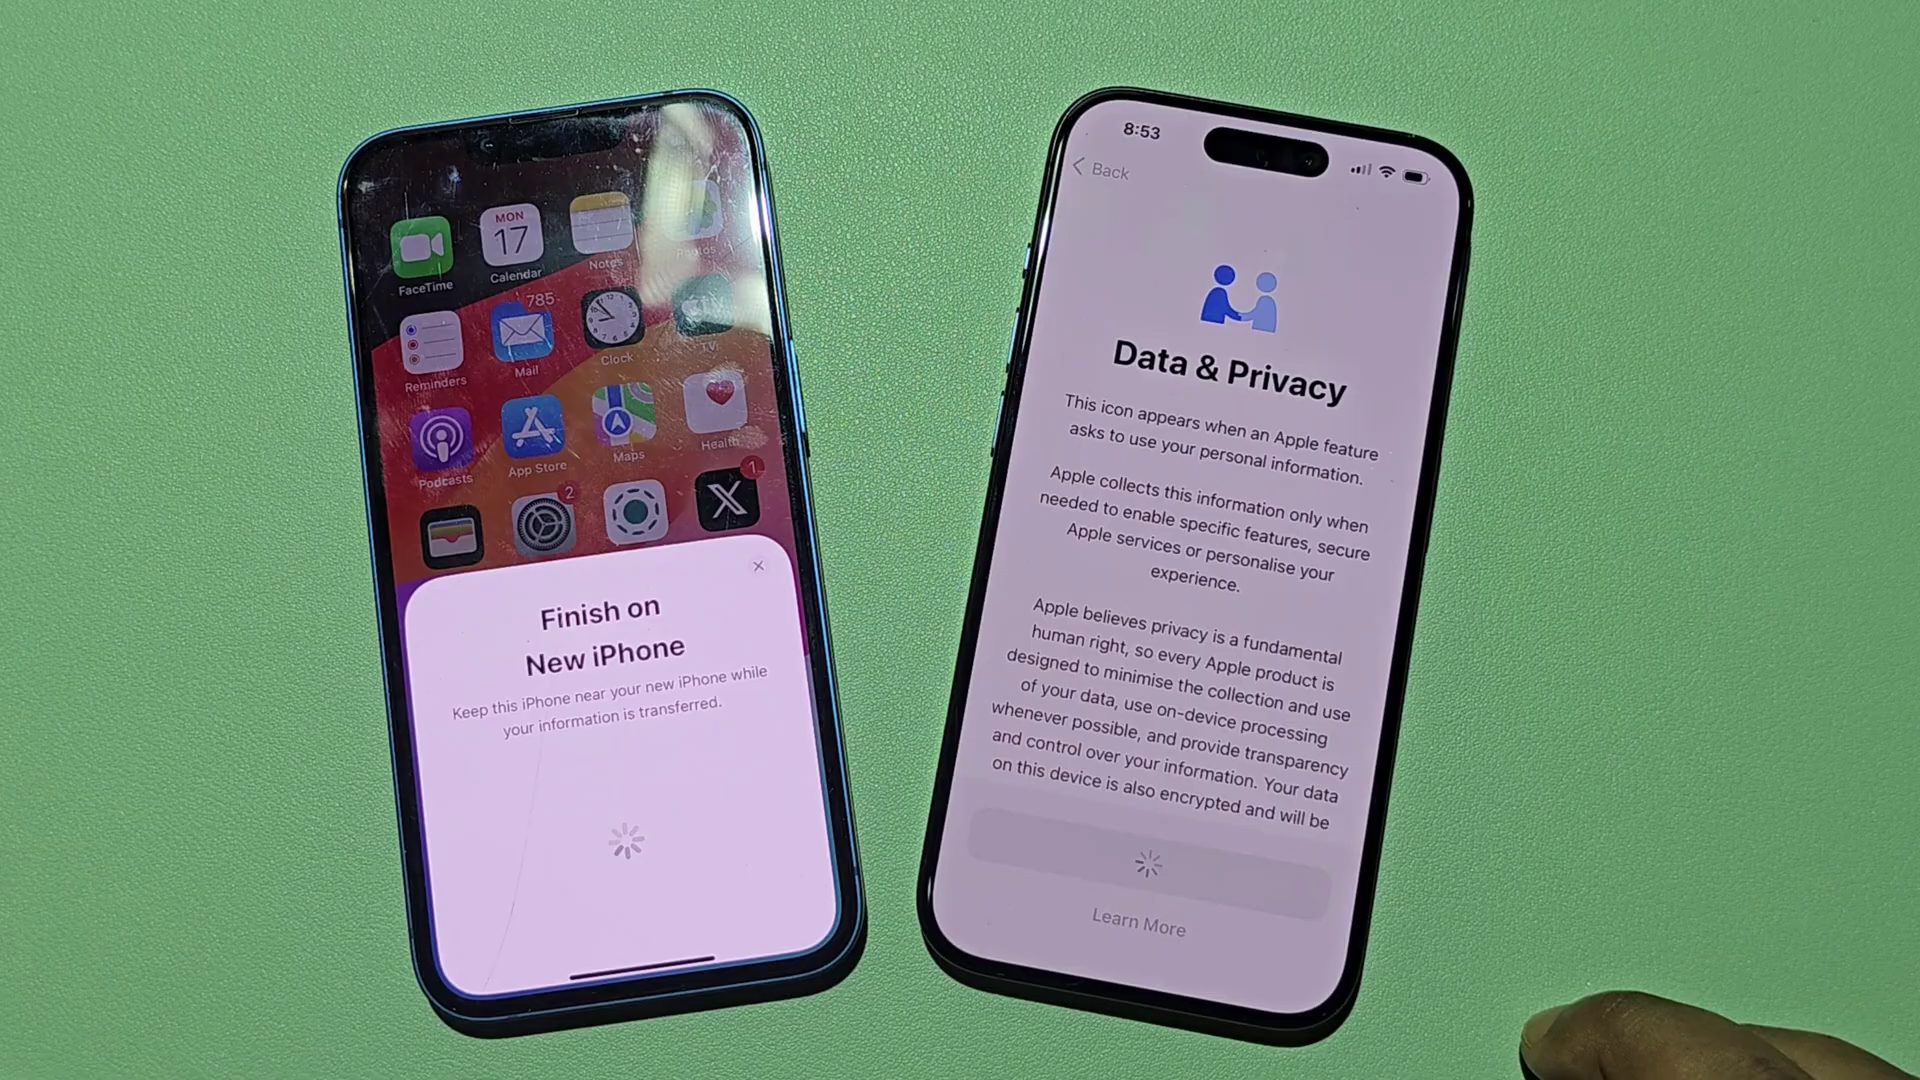 MON
17
FaceTime
Calendar
Notes
Photos
785
Reminders
Mail
Clock
TV
Podcasts
App Store
Maps
Health
2
1
Finish on
New iPhone
Keep this iPhone near your new iPhone while
your information is transferred.
8:53
Back
Data & Privacy
This icon appears when an Apple feature
asks to use your personal information.
Apple collects this information only when
needed to enable specific features, secure
Apple services or personalise your
experience.
Apple believes privacy is a fundamental
human right, so every Apple product is
designed to minimise the collection and use
of your data, use on-device processing
whenever possible, and provide transparency
and control over your information. Your data
on this device is also encrypted and will be
Learn More